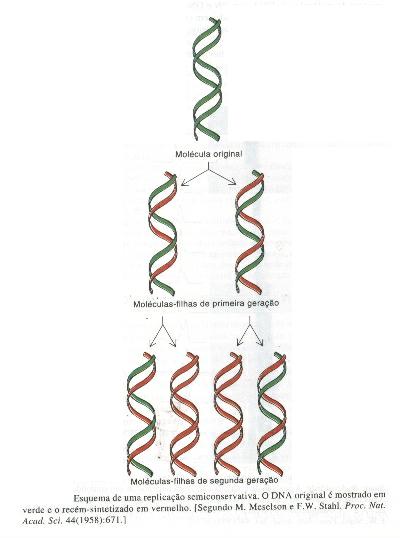 Molécula original
Moléculas-filhas de primeira geração
Moléculas-filhas de segunda geração
Esquema de uma replicação semiconservativa. O DNA original é mostrado em
verde e o recém-sintetizado em vermelho. [Segundo M. Meselson e F.W. Stahl. Proc. Nat.
Acad. Sci. 44(1958):671.]